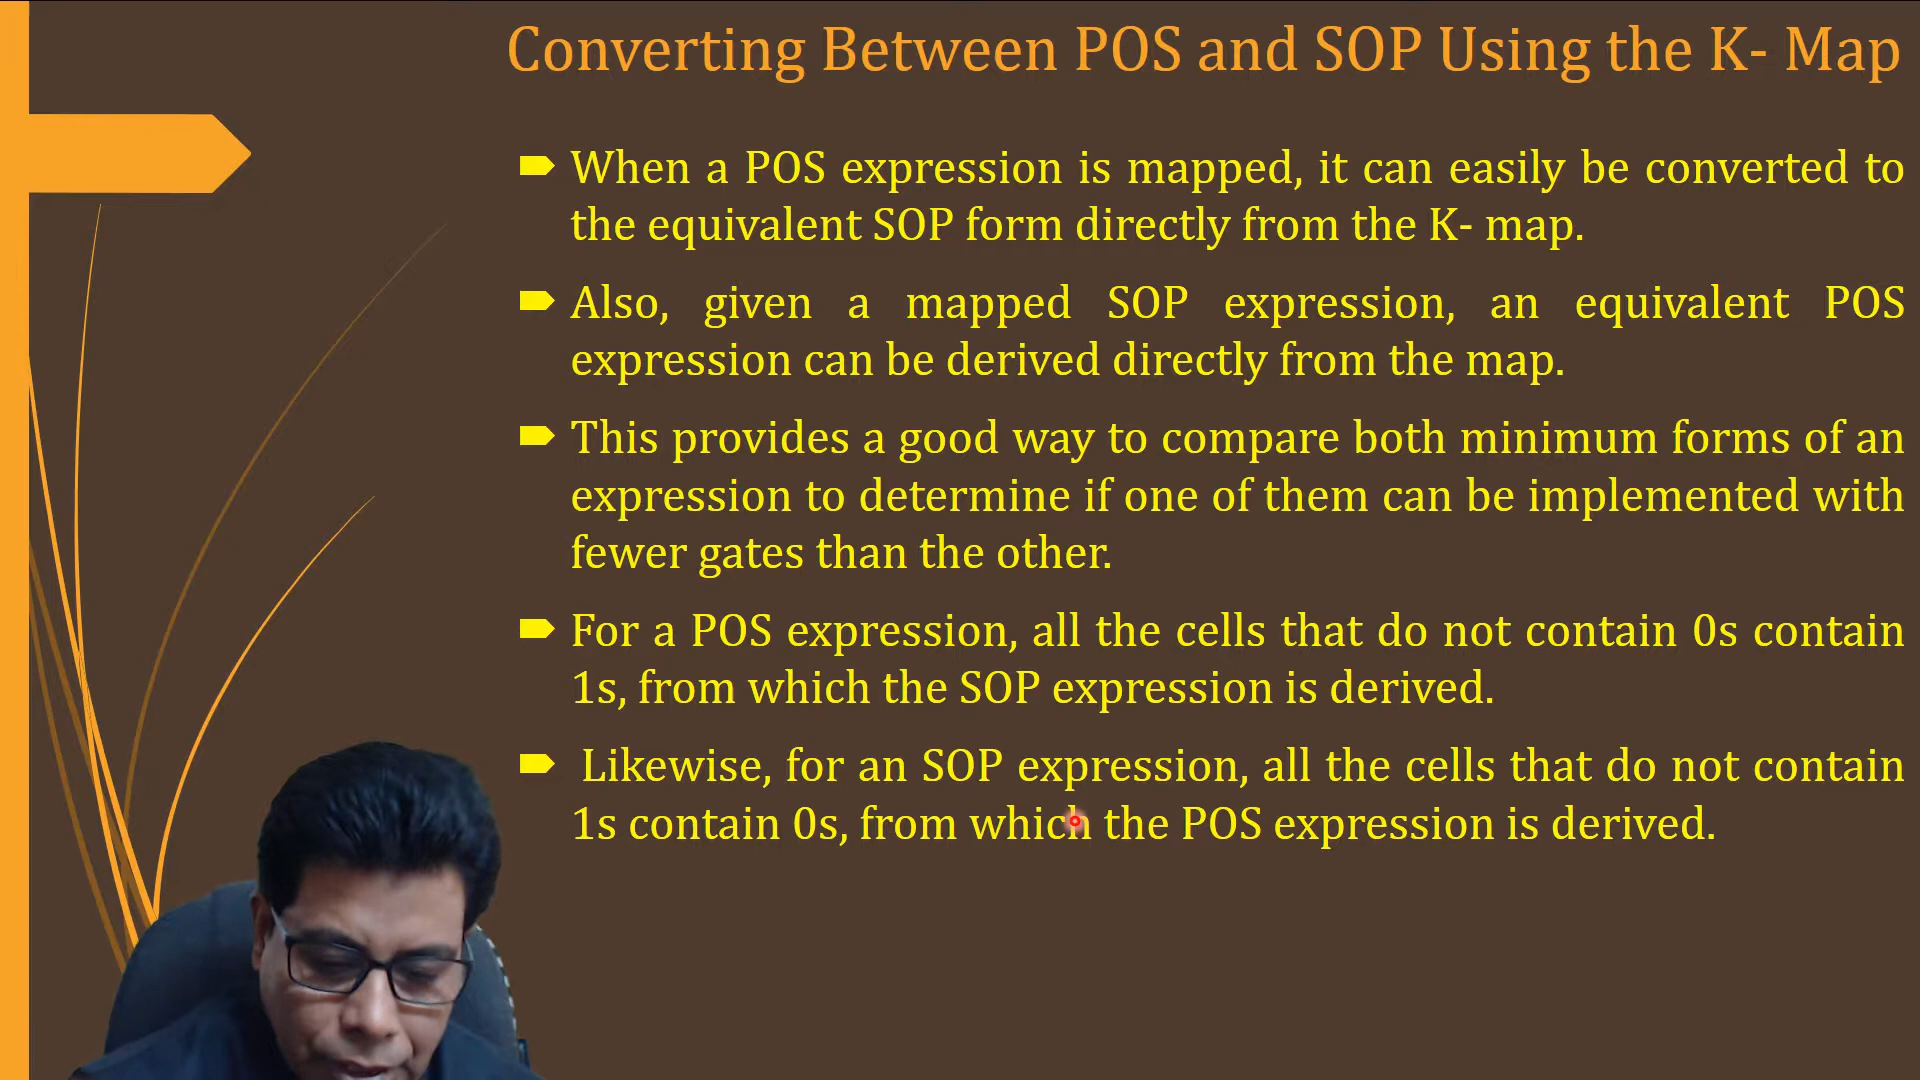 Converting Between POS and SOP Using the K- Map
When a POS expression is mapped, it can easily be converted to
the equivalent SOP form directly from the K- map.
Also, given a mapped SOP expression, an equivalent POS
expression can be derived directly from the map.
This provides a good way to compare both minimum forms of an
expression to determine if one of them can be implemented with
fewer gates than the other.
For a POS expression, all the cells that do not contain 0s contain
1s, from which the SOP expression is derived.
Likewise, for an SOP expression, all the cells that do not contain
1s contain 0s, from which the POS expression is derived.